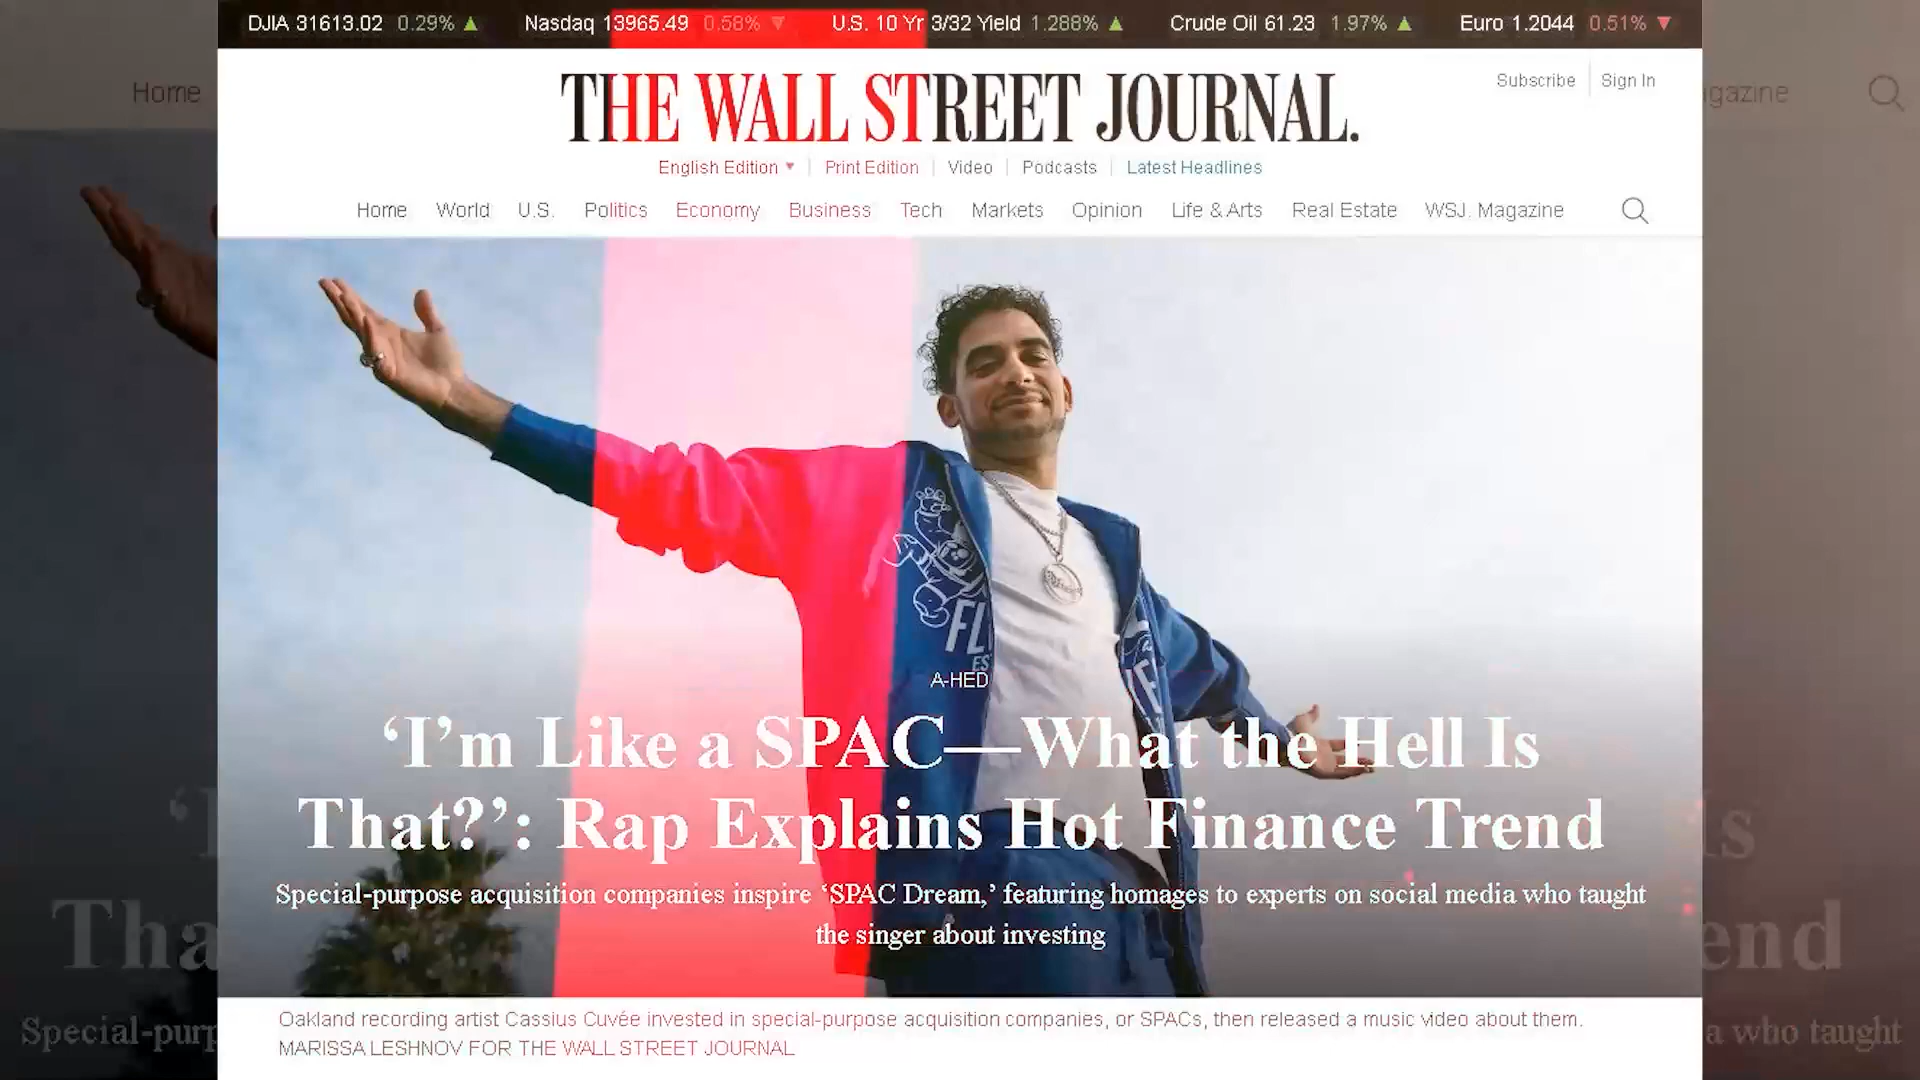 DJIA 31613.02 0.29% ▲ Nasdaq 13965.49 0.58% ▼ U.S. 10 Yr 3/32 Yield 1.288% ▲ Crude Oil 61.23 1.97% ▲ Euro 1.2044 0.51% ▼
THE WALL STREET JOURNAL.
Subscribe Sign In
English Edition ▼ Print Edition Video Podcasts Latest Headlines
Home
Home World U.S. Politics Economy Business Tech Markets Opinion Life & Arts Real Estate WSJ. Magazine
FL
ES
A-HED
‘I’m Like a SPAC—What the Hell Is
That?’: Rap Explains Hot Finance Trend
Special-purpose acquisition companies inspire ‘SPAC Dream,’ featuring homages to experts on social media who taught
the singer about investing
Oakland recording artist Cassius Cuvée invested in special-purpose acquisition companies, or SPACs, then released a music video about them.
MARISSA LESHNOV FOR THE WALL STREET JOURNAL